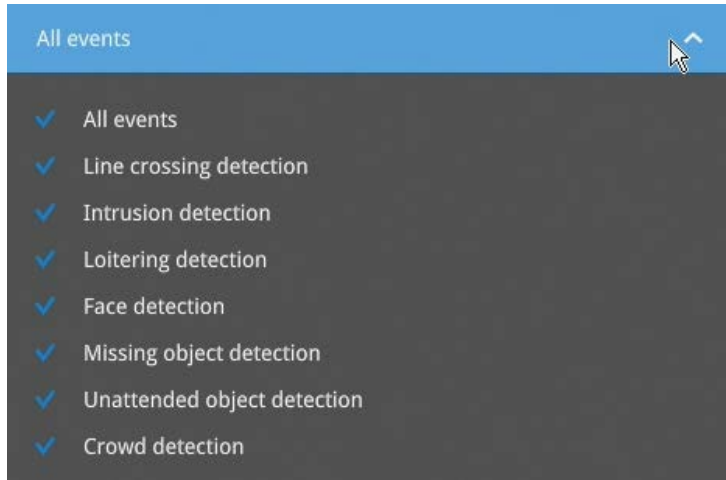 All events
All events
Line crossing detection
Intrusion detection
Loitering detection
Face detection
Missing object detection
Unattended object detection
Crowd detection